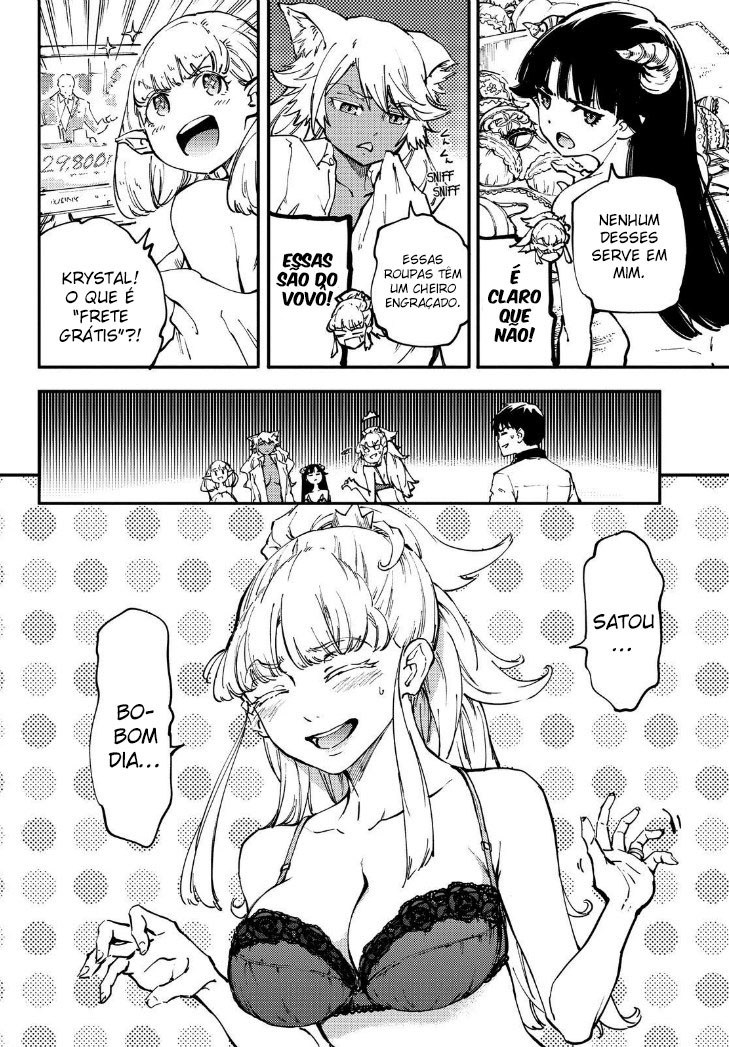 NENHUM
DESSES
SERVE EM
MIM.
É
CLARO
QUE
NÃO!
ESSAS
ROUPAS TÊM
UM CHEIRO
ENGRAÇADO.
SNIFF
SNIFF
ESSAS
SÃO DO
VOVÔ!
29,800
KRYSTAL!
O QUE É
"FRETE
GRÁTIS"?!
SATOU
...
BO-
BOM
DIA...